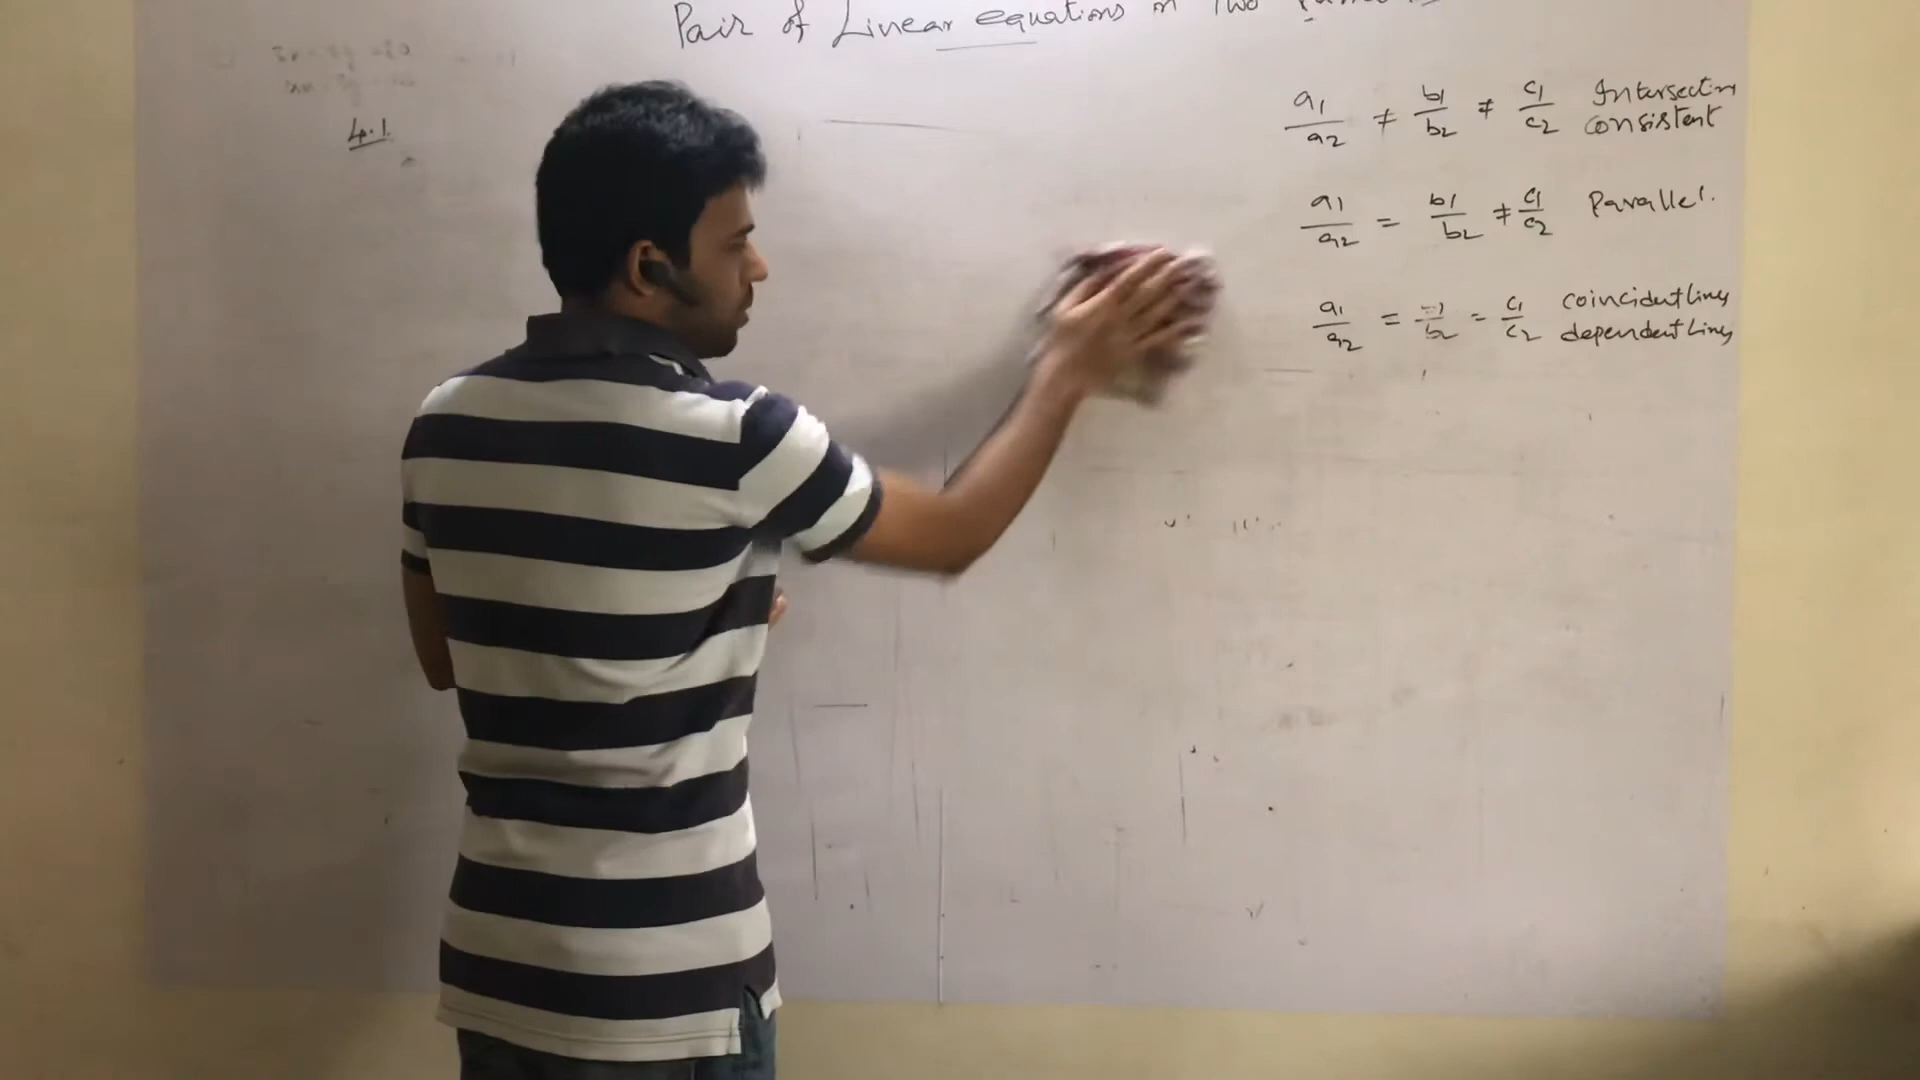 Pair of Linear equations in Two
4.1
a1/a2 ≠ b1/b2 ≠ c1/c2 Intersecting
consistent
a1/a2 = b1/b2 ≠ c1/c2 Parallel.
a1/a2 = /b2 = c1/c2 coincident lines
dependent lines